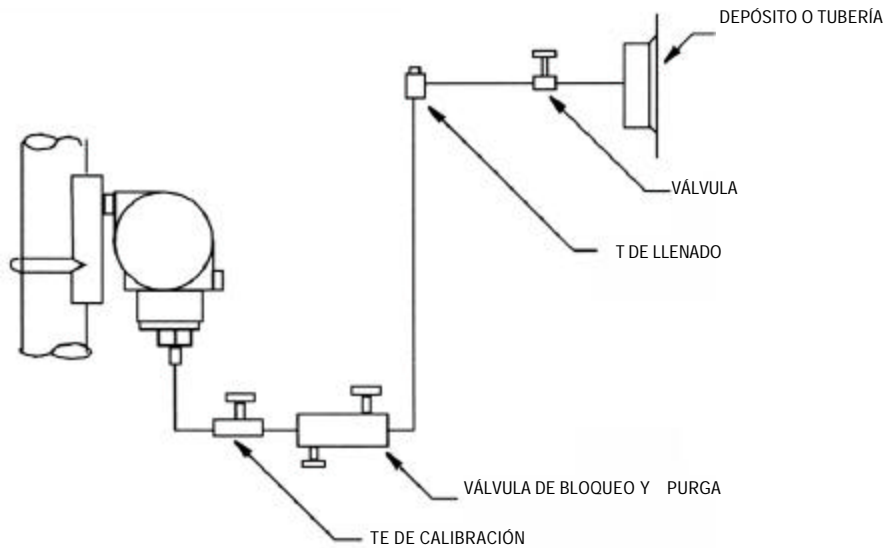 DEPÓSITO O TUBERÍA
VÁLVULA
T DE LLENADO
VÁLVULA DE BLOQUEO Y PURGA
TE DE CALIBRACIÓN